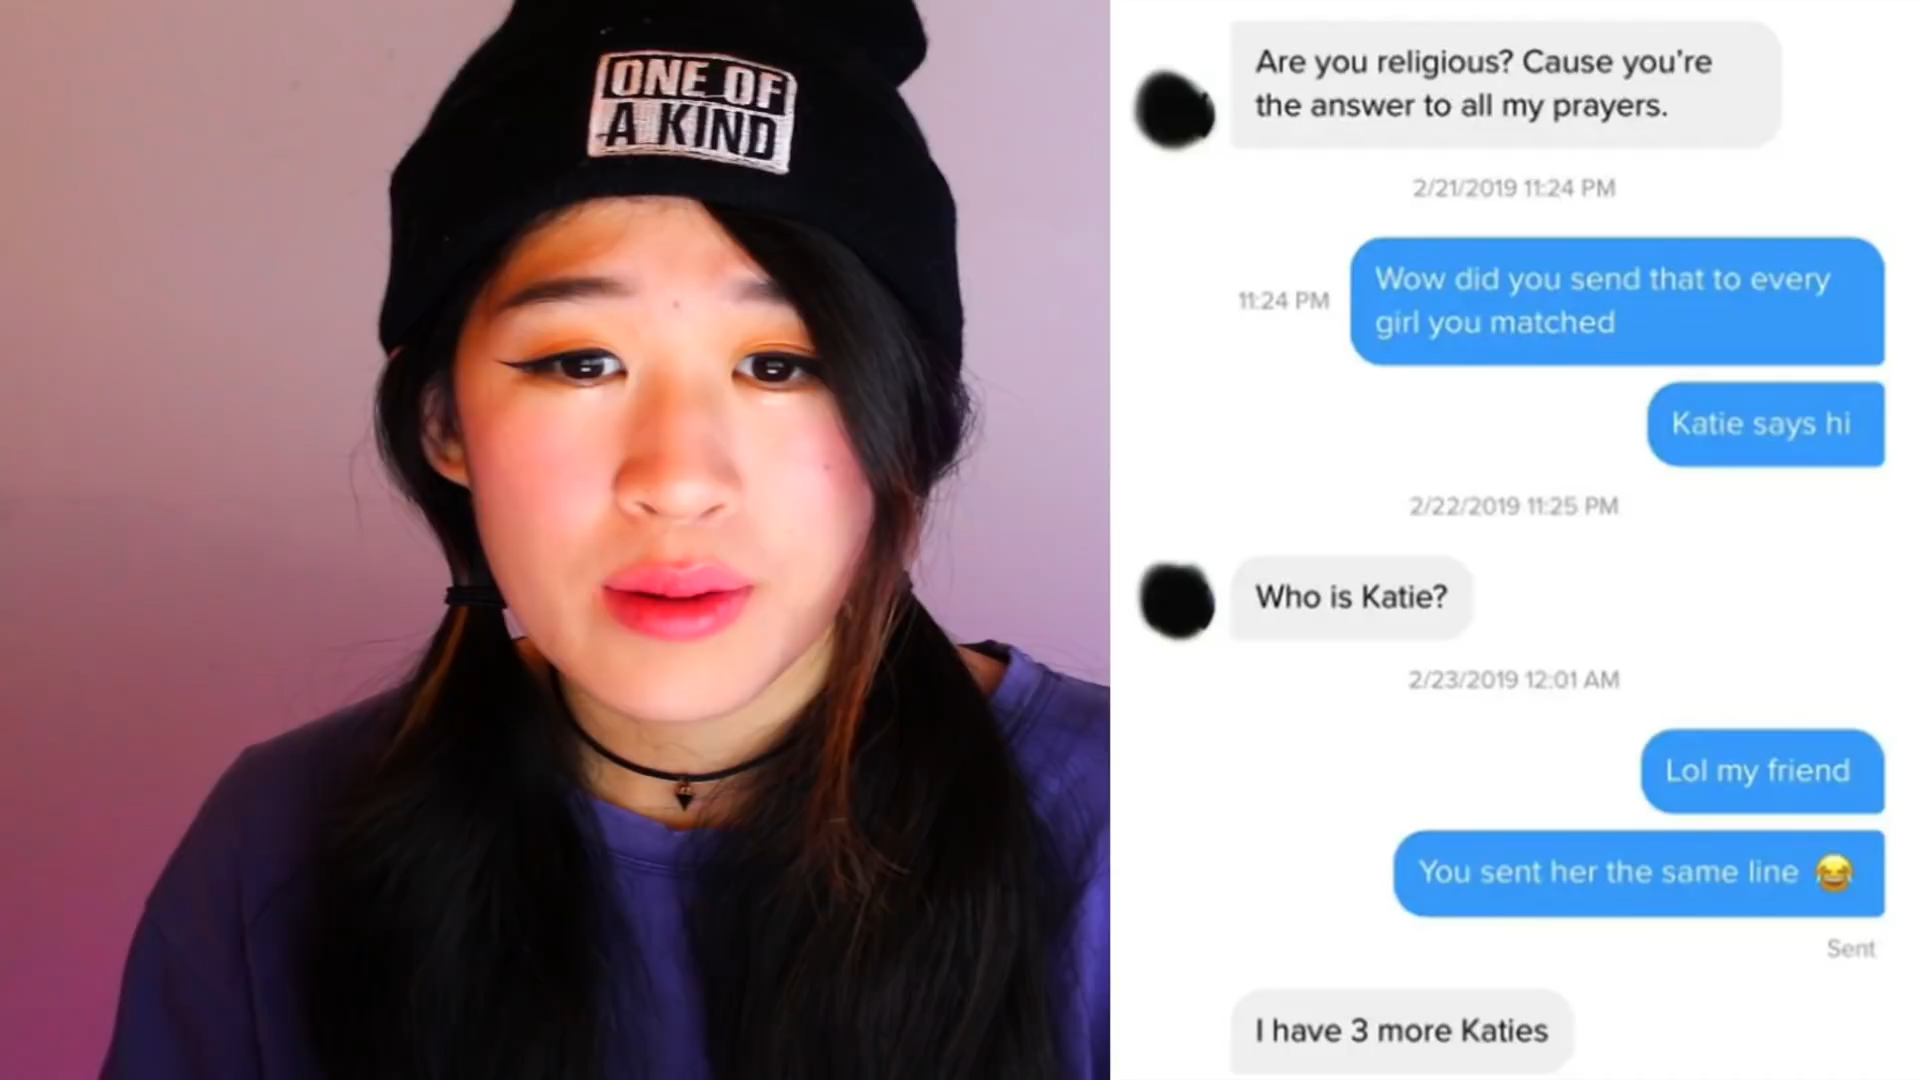 ONE OF
A KIND
Are you religious? Cause you're
the answer to all my prayers.
2/21/2019 11:24 PM
Wow did you send that to every
girl you matched
11:24 PM
Katie says hi
2/22/2019 11:25 PM
Who is Katie?
2/23/2019 12:01 AM
Lol my friend
You sent her the same line 😂
Sent
I have 3 more Katies